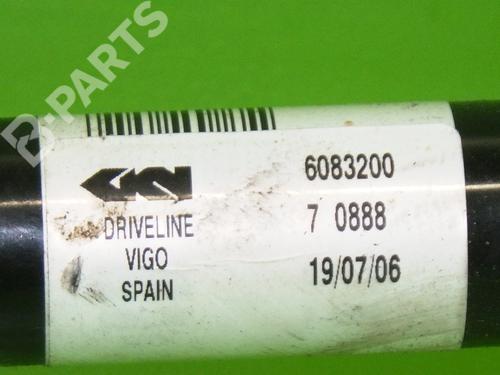 B-PARTS
GKN
DRIVELINE
VIGO
SPAIN
6083200
7 0888
19/07/06